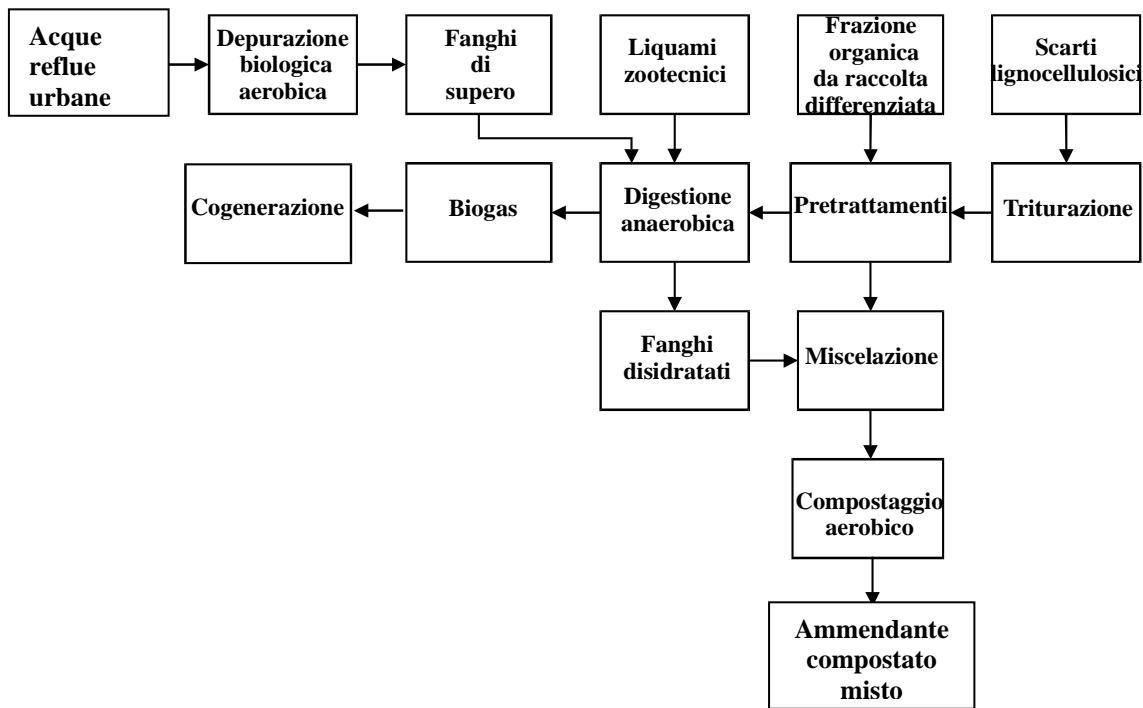 Acque
reflue
urbane
Depurazione
biologica
aerobica
Fanghi
di
supero
Liquami
zootecnici
Frazione
organica
da raccolta
differenziata
Scarti
lignocellulosici
Cogenerazione
Biogas
Digestione
anaerobica
Pretrattamenti
Triturazione
Fanghi
disidratati
Miscelazione
Compostaggio
aerobico
Ammendante
compostato
misto